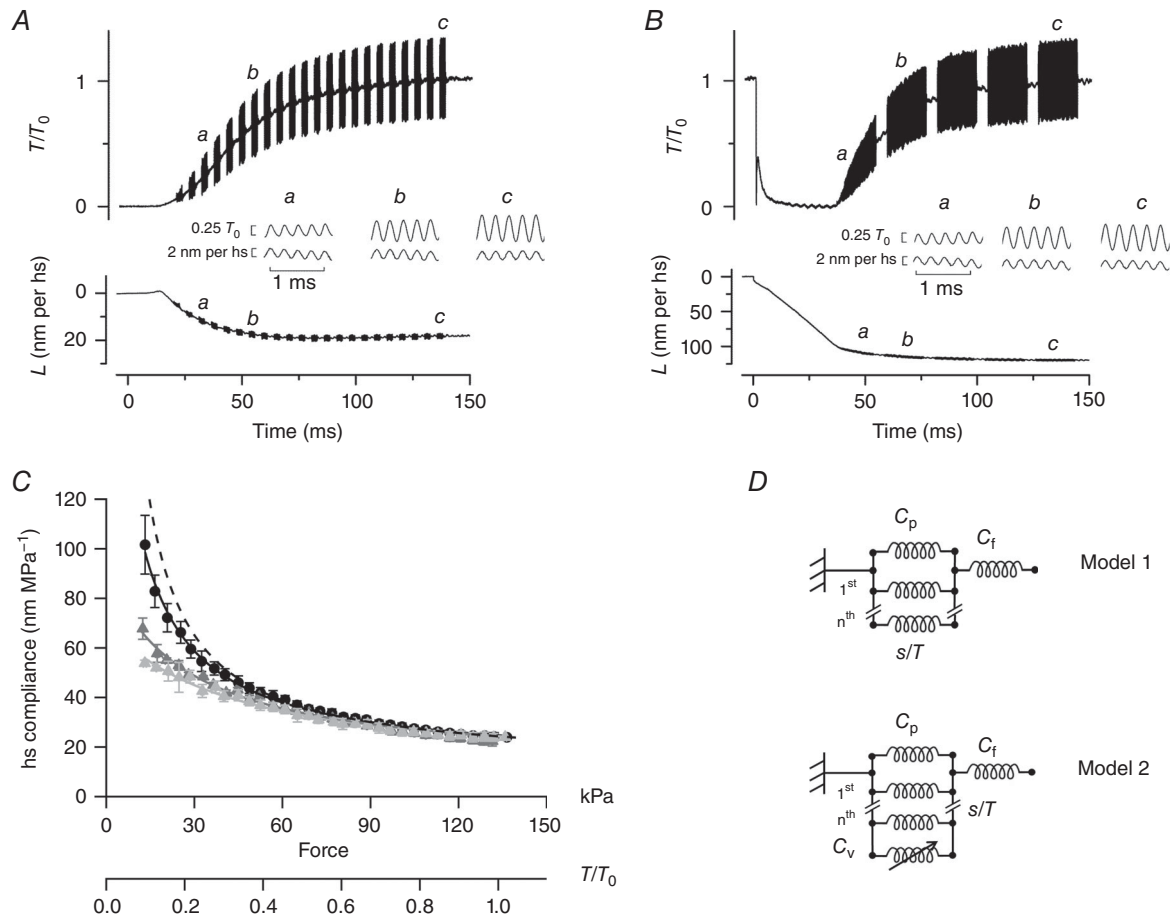 A
c
b
a
1
0
T/T0
a
b
c
0.25 T0
2 nm per hs
1 ms
0
20
L (nm per hs)
a
b
c
0
50
100
150
Time (ms)
B
c
b
a
1
0
T/T0
a
b
c
0.25 T0
2 nm per hs
1 ms
0
50
100
L (nm per hs)
a
b
c
0
50
100
150
Time (ms)
C
120
100
80
60
40
20
0
hs compliance (nm MPa−1)
0
30
60
90
120
150
kPa
Force
T/T0
0.0
0.2
0.4
0.6
0.8
1.0
D
Cp
Cf
Model 1
1st
nth
s/T
Cp
Cf
Model 2
1st
nth
s/T
Cv